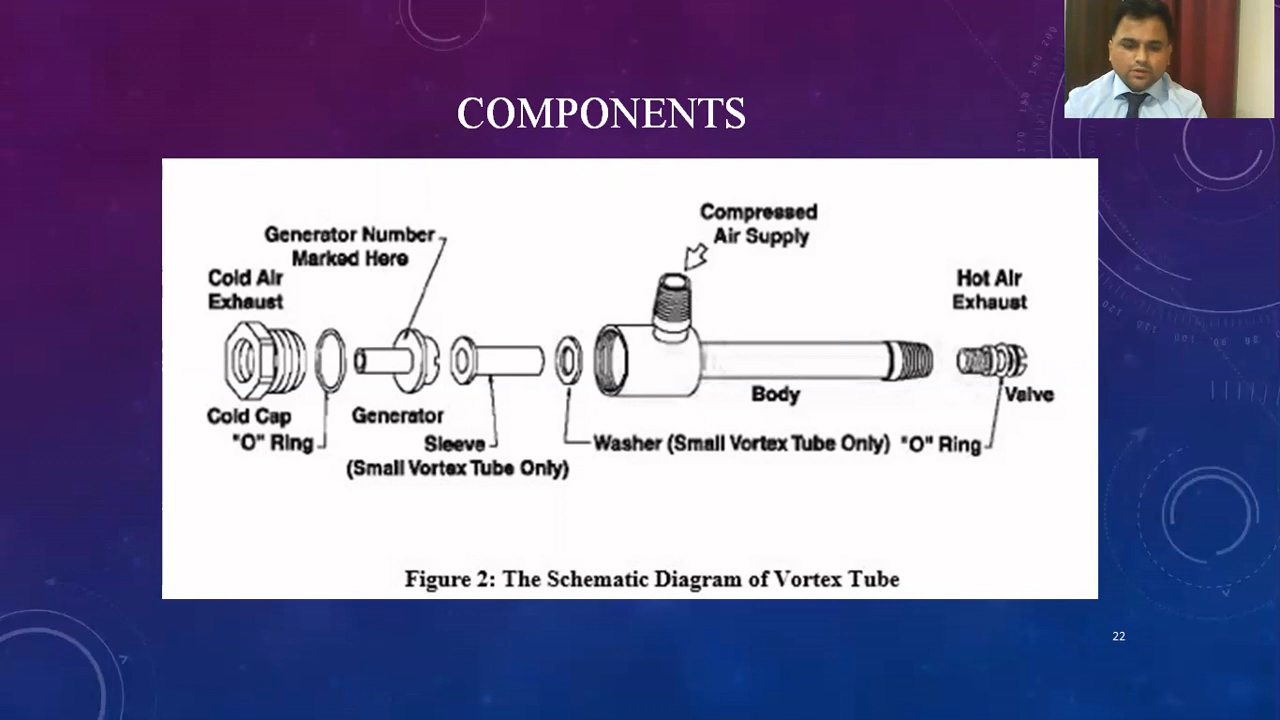 COMPONENTS
Compressed
Air Supply
Generator Number
Marked Here
Cold Air
Exhaust
Hot Air
Exhaust
Cold Cap
"O" Ring
Generator
Sleeve
(Small Vortex Tube Only)
Washer (Small Vortex Tube Only)
Body
Valve
"O" Ring
Figure 2: The Schematic Diagram of Vortex Tube
22